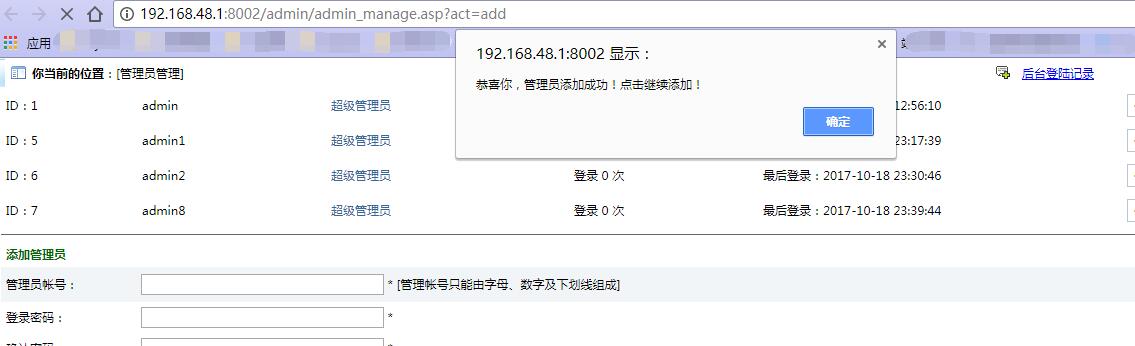 192.168.48.1:8002/admin/admin_manage.asp?act=add
应用
192.168.48.1:8002 显示：
恭喜你，管理员添加成功！点击继续添加！
确定
你当前的位置：[管理员管理]
后台登陆记录
ID：1 admin 超级管理员 12:56:10
ID：5 admin1 超级管理员 23:17:39
ID：6 admin2 超级管理员 登录 0 次 最后登录：2017-10-18 23:30:46
ID：7 admin8 超级管理员 登录 0 次 最后登录：2017-10-18 23:39:44
添加管理员
管理员帐号： * [管理帐号只能由字母、数字及下划线组成]
登录密码： *